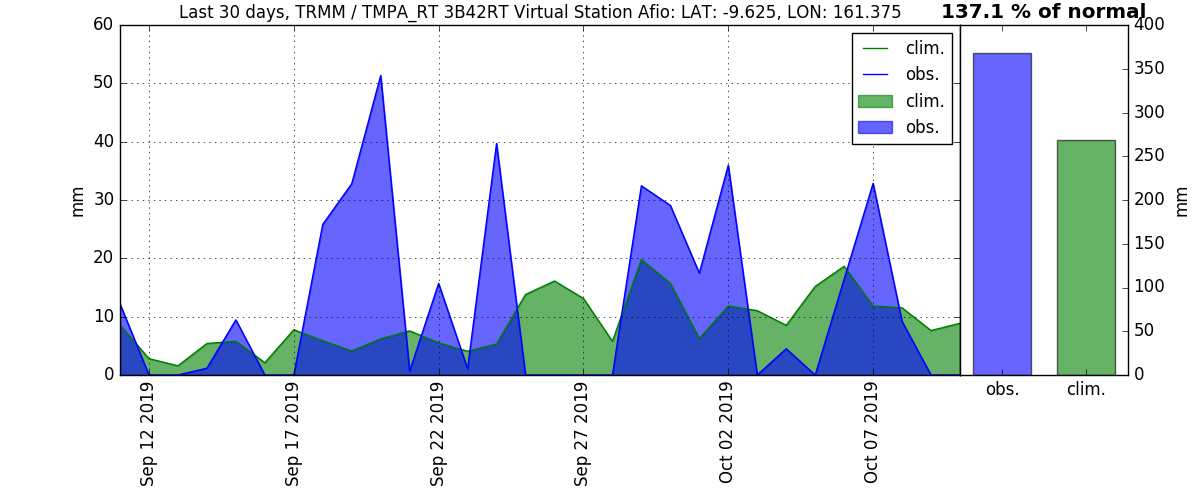 Last 30 days, TRMM / TMPA_RT 3B42RT Virtual Station Afio: LAT: -9.625, LON: 161.375
137.1 % of normal
60
50
40
30
20
10
0
mm
clim.
obs.
clim.
obs.
Sep 12 2019
Sep 17 2019
Sep 22 2019
Sep 27 2019
Oct 02 2019
Oct 07 2019
400
350
300
250
200
150
100
50
0
mm
obs.
clim.